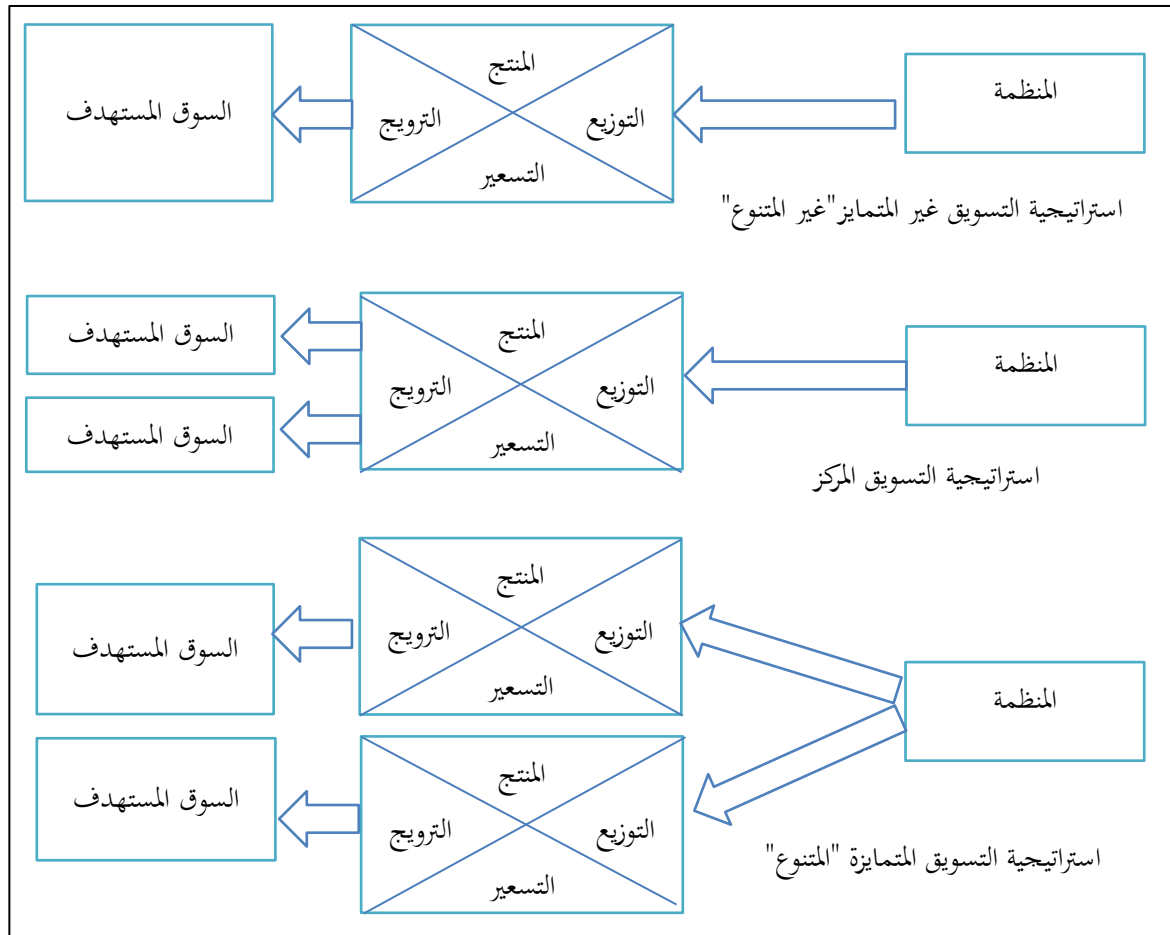 المنظمة
المنتج
التوزيع
الترويج
التسعير
السوق المستهدف
استراتيجية التسويق غير المتمايز"غير المتنوع"
المنظمة
المنتج
التوزيع
الترويج
التسعير
السوق المستهدف
السوق المستهدف
استراتيجية التسويق المركز
المنظمة
المنتج
التوزيع
الترويج
التسعير
السوق المستهدف
المنتج
التوزيع
الترويج
التسعير
السوق المستهدف
استراتيجية التسويق المتمايزة "المتنوع"